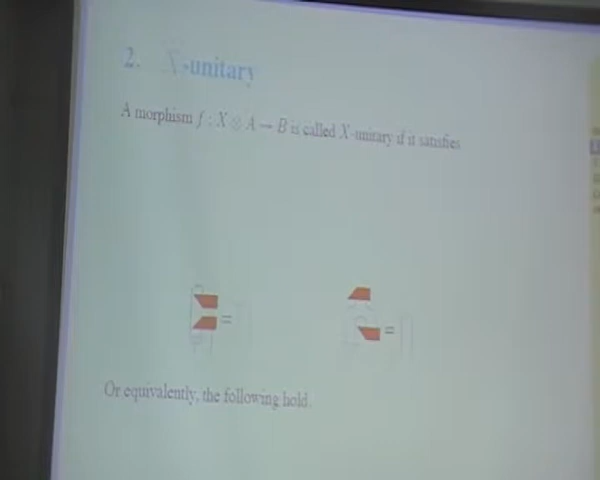 2. X-unitary
A morphism f : X ⊗ A → B is called X-unitary if it satisfies
= =
Or equivalently, the following hold.